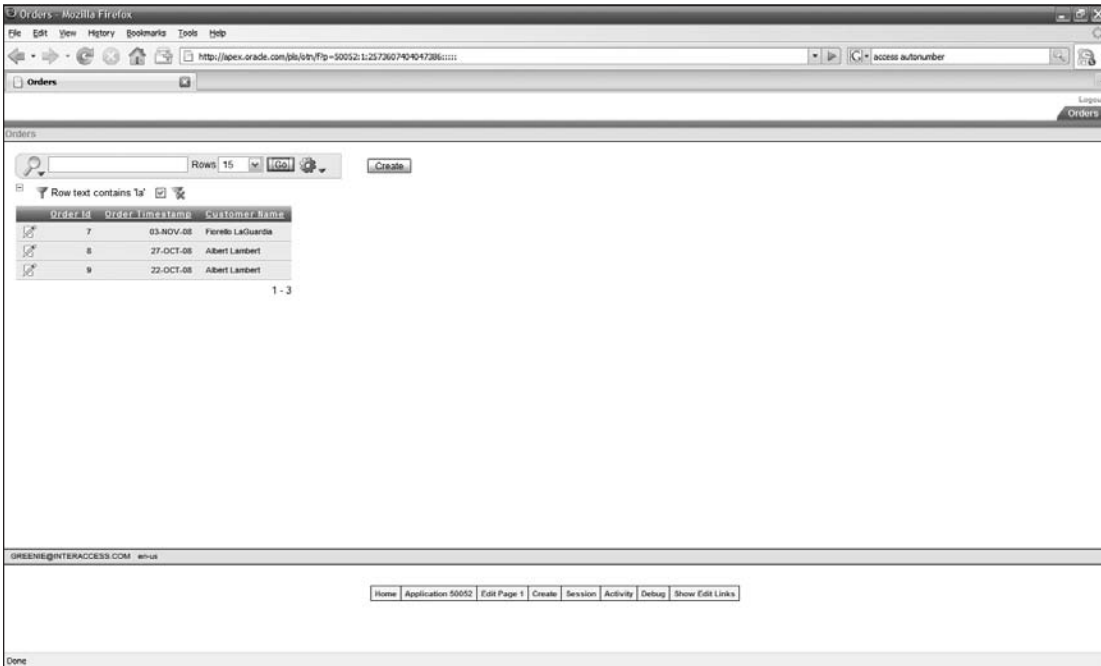 Orders - Mozilla Firefox
File Edit View History Bookmarks Tools Help
http://apex.oracle.com/pls/otn/f?p=50052:1:2573607404047386:::::
access autonumber
Orders
Logout
Orders
Orders
Rows 15 Go Create
Row text contains 'la'
Order Id Order Timestamp Customer Name
7 03-NOV-08 Fiorello LaGuardia
8 27-OCT-08 Albert Lambert
9 22-OCT-08 Albert Lambert
1 - 3
GREENIE@INTERACCESS.COM en-us
Home Application 50052 Edit Page 1 Create Session Activity Debug Show Edit Links
Done